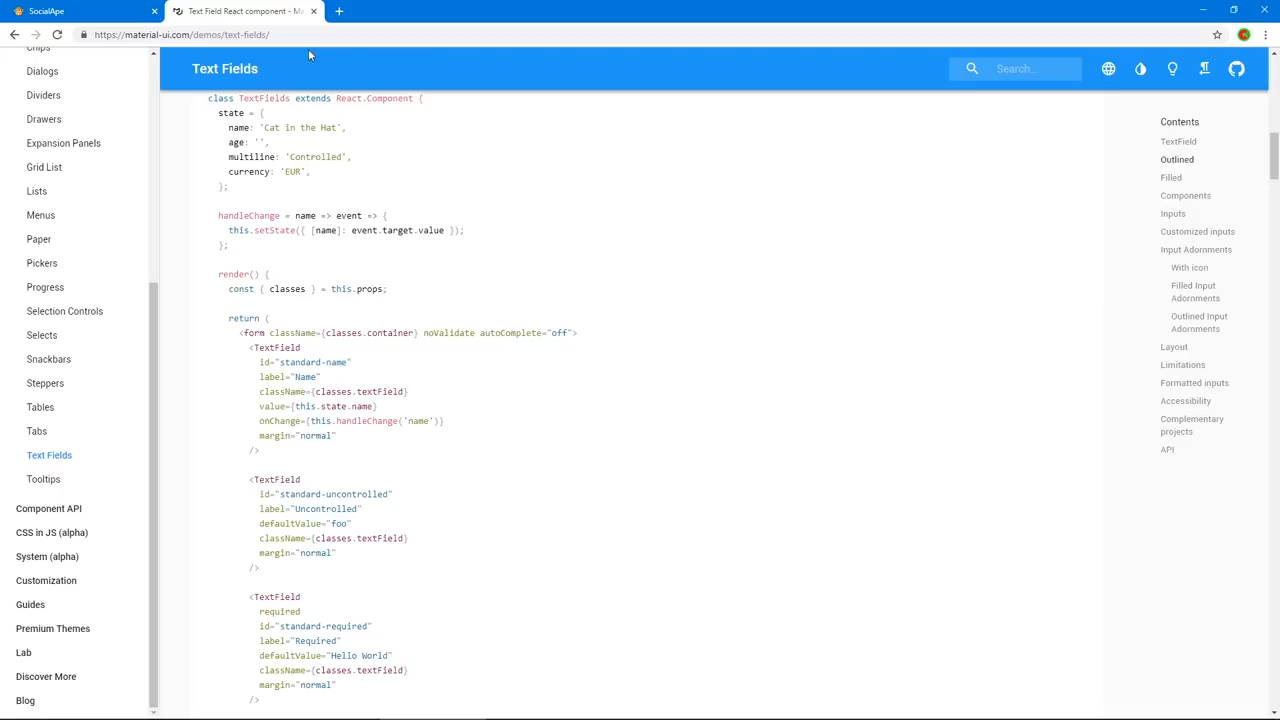 SocialApe
Text Field React component - Ma
https://material-ui.com/demos/text-fields/
Text Fields
Search...
Chips
Dialogs
Dividers
Drawers
Expansion Panels
Grid List
Lists
Menus
Paper
Pickers
Progress
Selection Controls
Selects
Snackbars
Steppers
Tables
Tabs
Text Fields
Tooltips
Component API
CSS in JS (alpha)
System (alpha)
Customization
Guides
Premium Themes
Lab
Discover More
Blog
class TextFields extends React.Component {
state = {
name: 'Cat in the Hat',
age: '',
multiline: 'Controlled',
currency: 'EUR',
};
handleChange = name => event => {
this.setState({ [name]: event.target.value });
};
render() {
const { classes } = this.props;
return (
<form className={classes.container} noValidate autoComplete="off">
<TextField
id="standard-name"
label="Name"
className={classes.textField}
value={this.state.name}
onChange={this.handleChange('name')}
margin="normal"
/>
<TextField
id="standard-uncontrolled"
label="Uncontrolled"
defaultValue="foo"
className={classes.textField}
margin="normal"
/>
<TextField
required
id="standard-required"
label="Required"
defaultValue="Hello World"
className={classes.textField}
margin="normal"
/>
Contents
TextField
Outlined
Filled
Components
Inputs
Customized inputs
Input Adornments
With icon
Filled Input
Adornments
Outlined Input
Adornments
Layout
Limitations
Formatted inputs
Accessibility
Complementary
projects
API